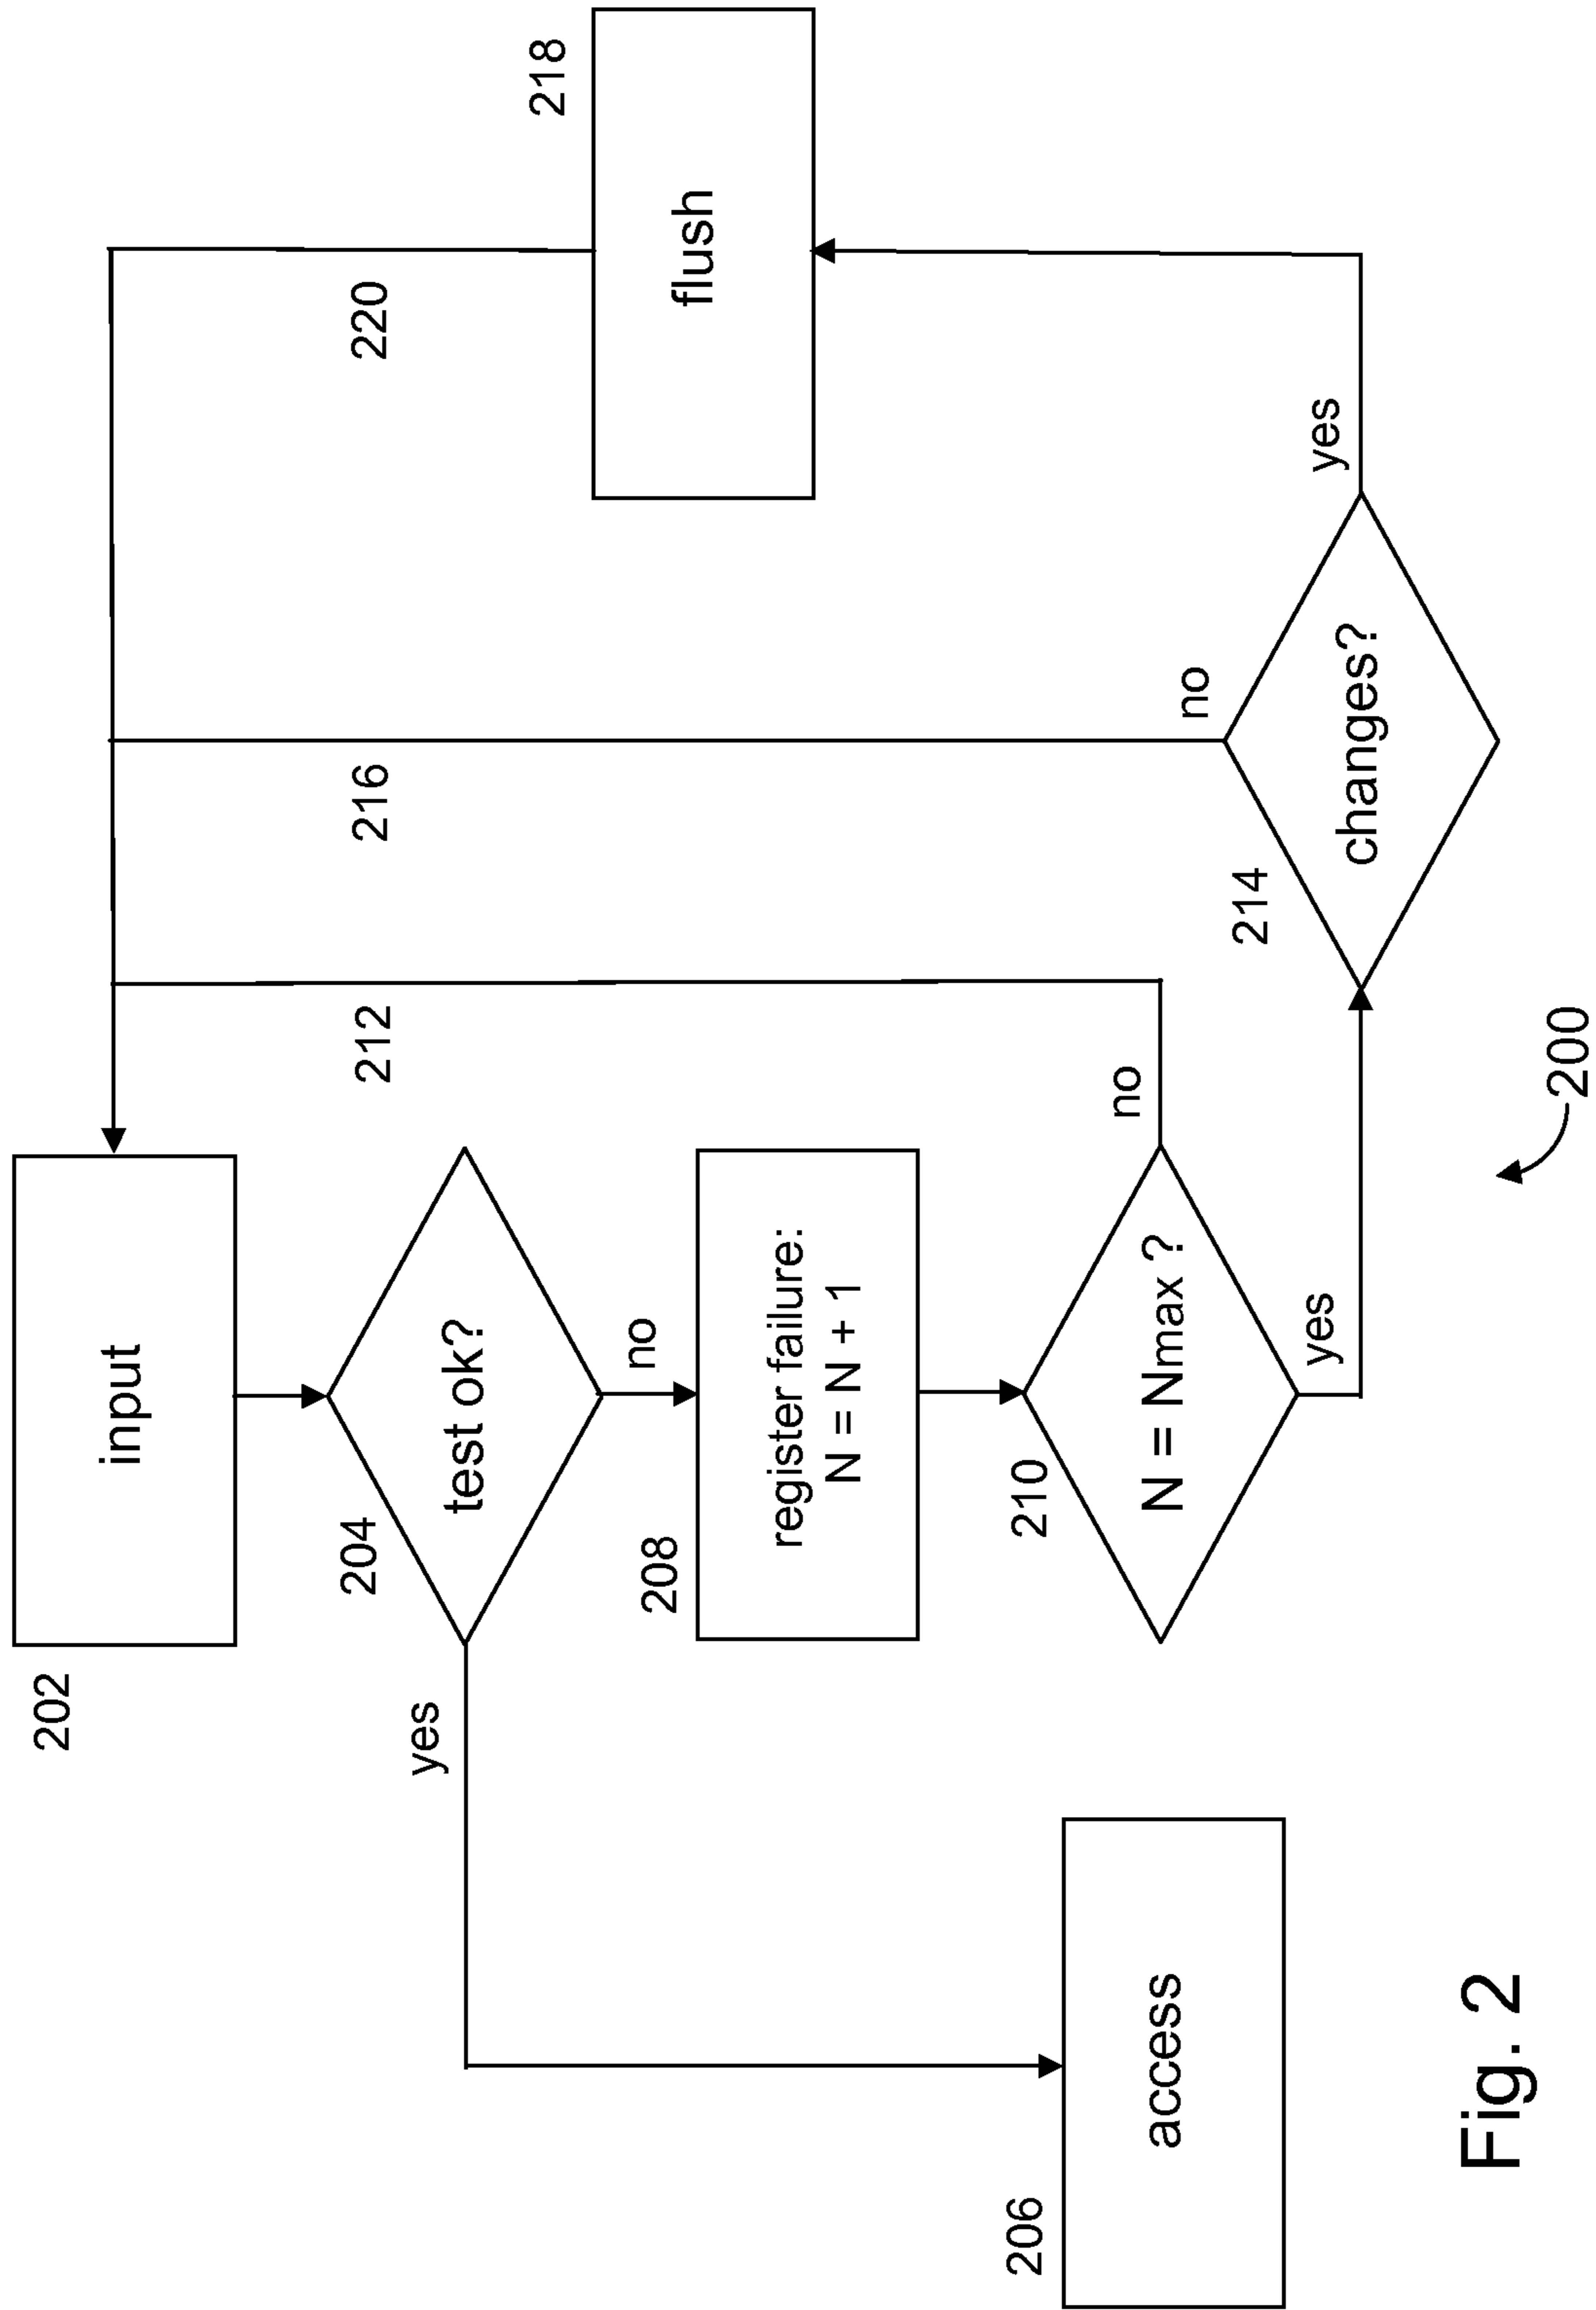 202
input
204
test ok?
yes
no
208
register failure:
N = N + 1
210
N = Nmax ?
no
yes
212
206
access
214
changes?
no
yes
216
218
flush
220
200
Fig. 2